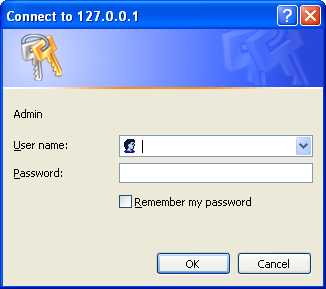 Connect to 127.0.0.1
Admin
User name:
Password:
Remember my password
OK
Cancel